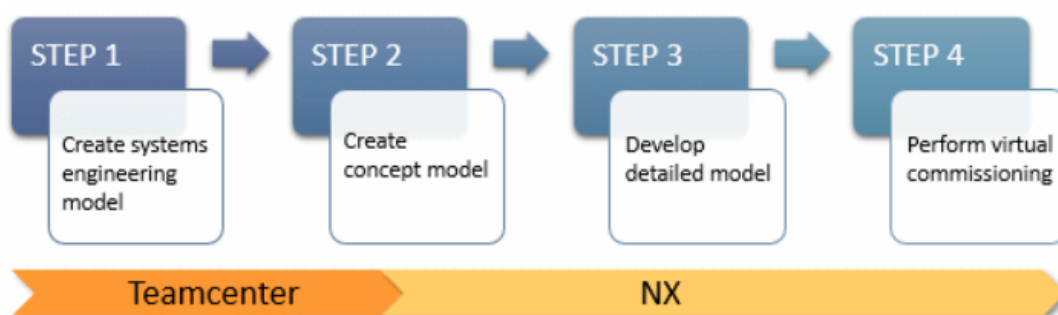 STEP 1
Create systems
engineering
model
STEP 2
Create
concept model
STEP 3
Develop
detailed model
STEP 4
Perform virtual
commissioning
Teamcenter
NX